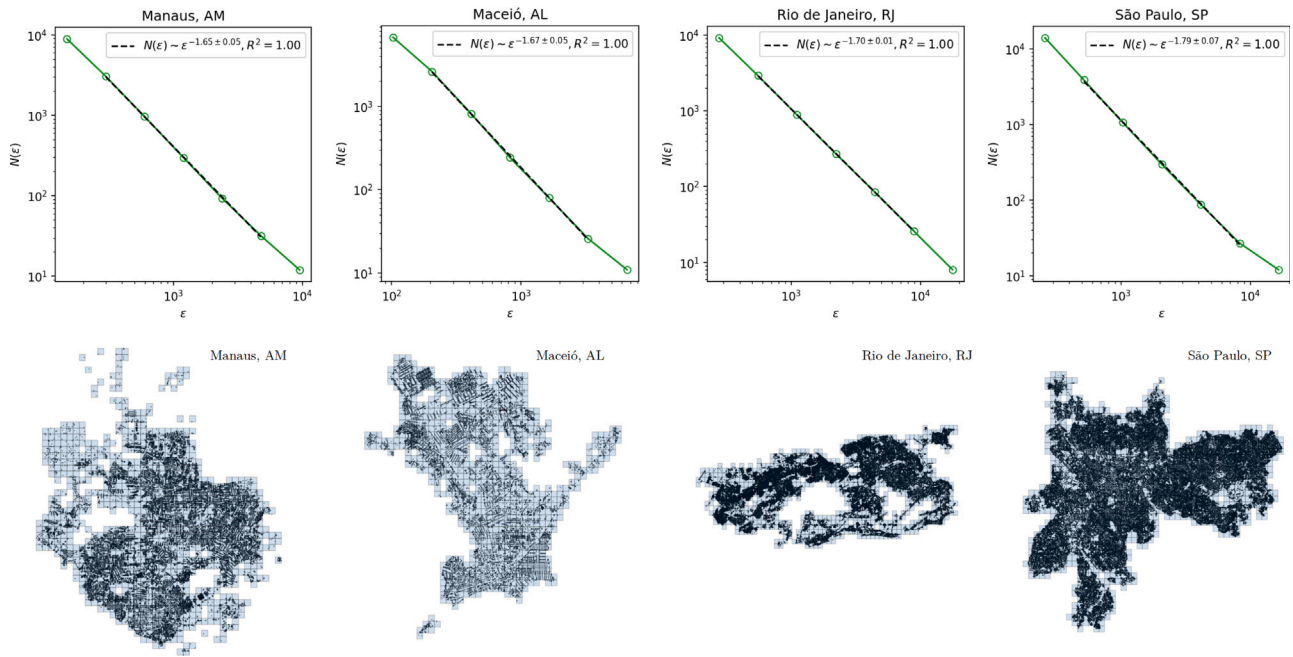 Manaus, AM
N(ε) ~ ε^{-1.65±0.05}, R² = 1.00
10⁴
10³
10²
10¹
N(ε)
10³
10⁴
ε
Maceió, AL
N(ε) ~ ε^{-1.67±0.05}, R² = 1.00
10³
10²
10¹
N(ε)
10²
10³
ε
Rio de Janeiro, RJ
N(ε) ~ ε^{-1.70±0.01}, R² = 1.00
10⁴
10³
10²
10¹
N(ε)
10³
10⁴
ε
São Paulo, SP
N(ε) ~ ε^{-1.79±0.07}, R² = 1.00
10⁴
10³
10²
10¹
N(ε)
10³
10⁴
ε
Manaus, AM
Maceió, AL
Rio de Janeiro, RJ
São Paulo, SP